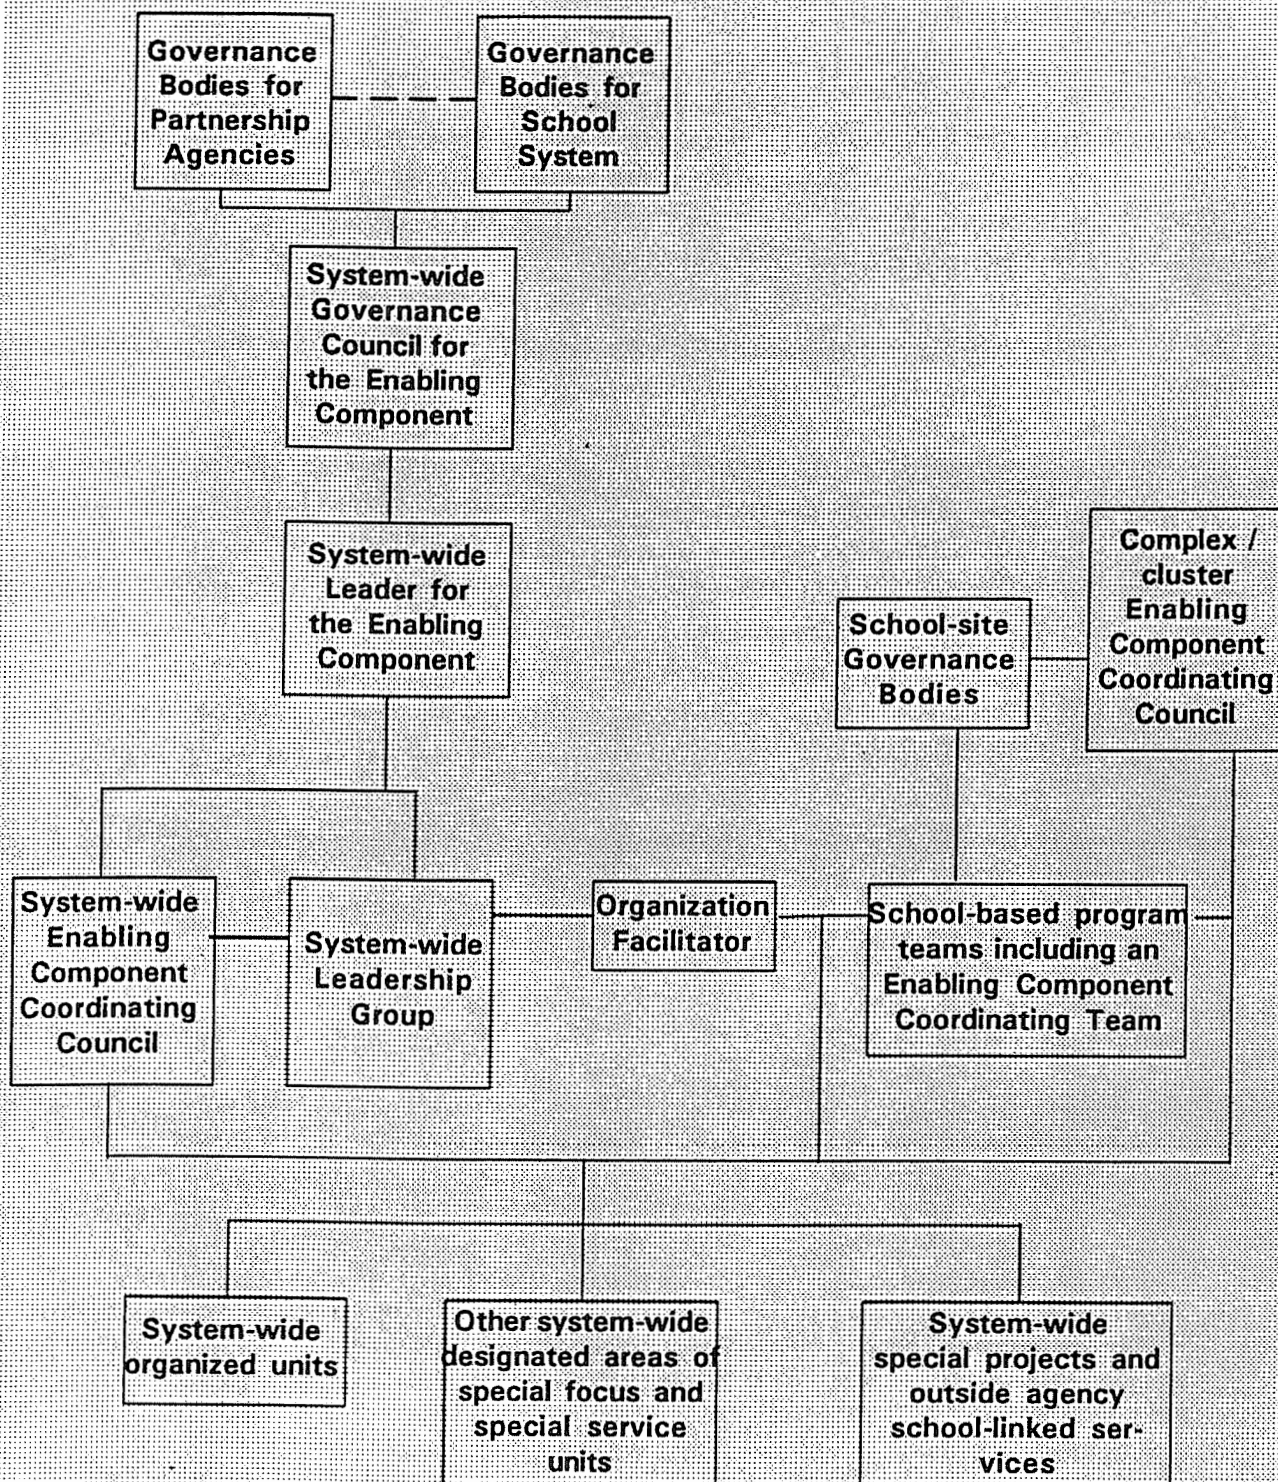 Governance
Bodies for
Partnership
Agencies
Governance
Bodies for
School
System
System-wide
Governance
Council for
the Enabling
Component
System-wide
Leader for
the Enabling
Component
School-site
Governance
Bodies
Complex /
cluster
Enabling
Component
Coordinating
Council
System-wide
Enabling
Component
Coordinating
Council
System-wide
Leadership
Group
Organization
Facilitator
School-based program
teams including an
Enabling Component
Coordinating Team
System-wide
organized units
Other system-wide
designated areas of
special focus and
special service
units
System-wide
special projects and
outside agency
school-linked ser-
vices